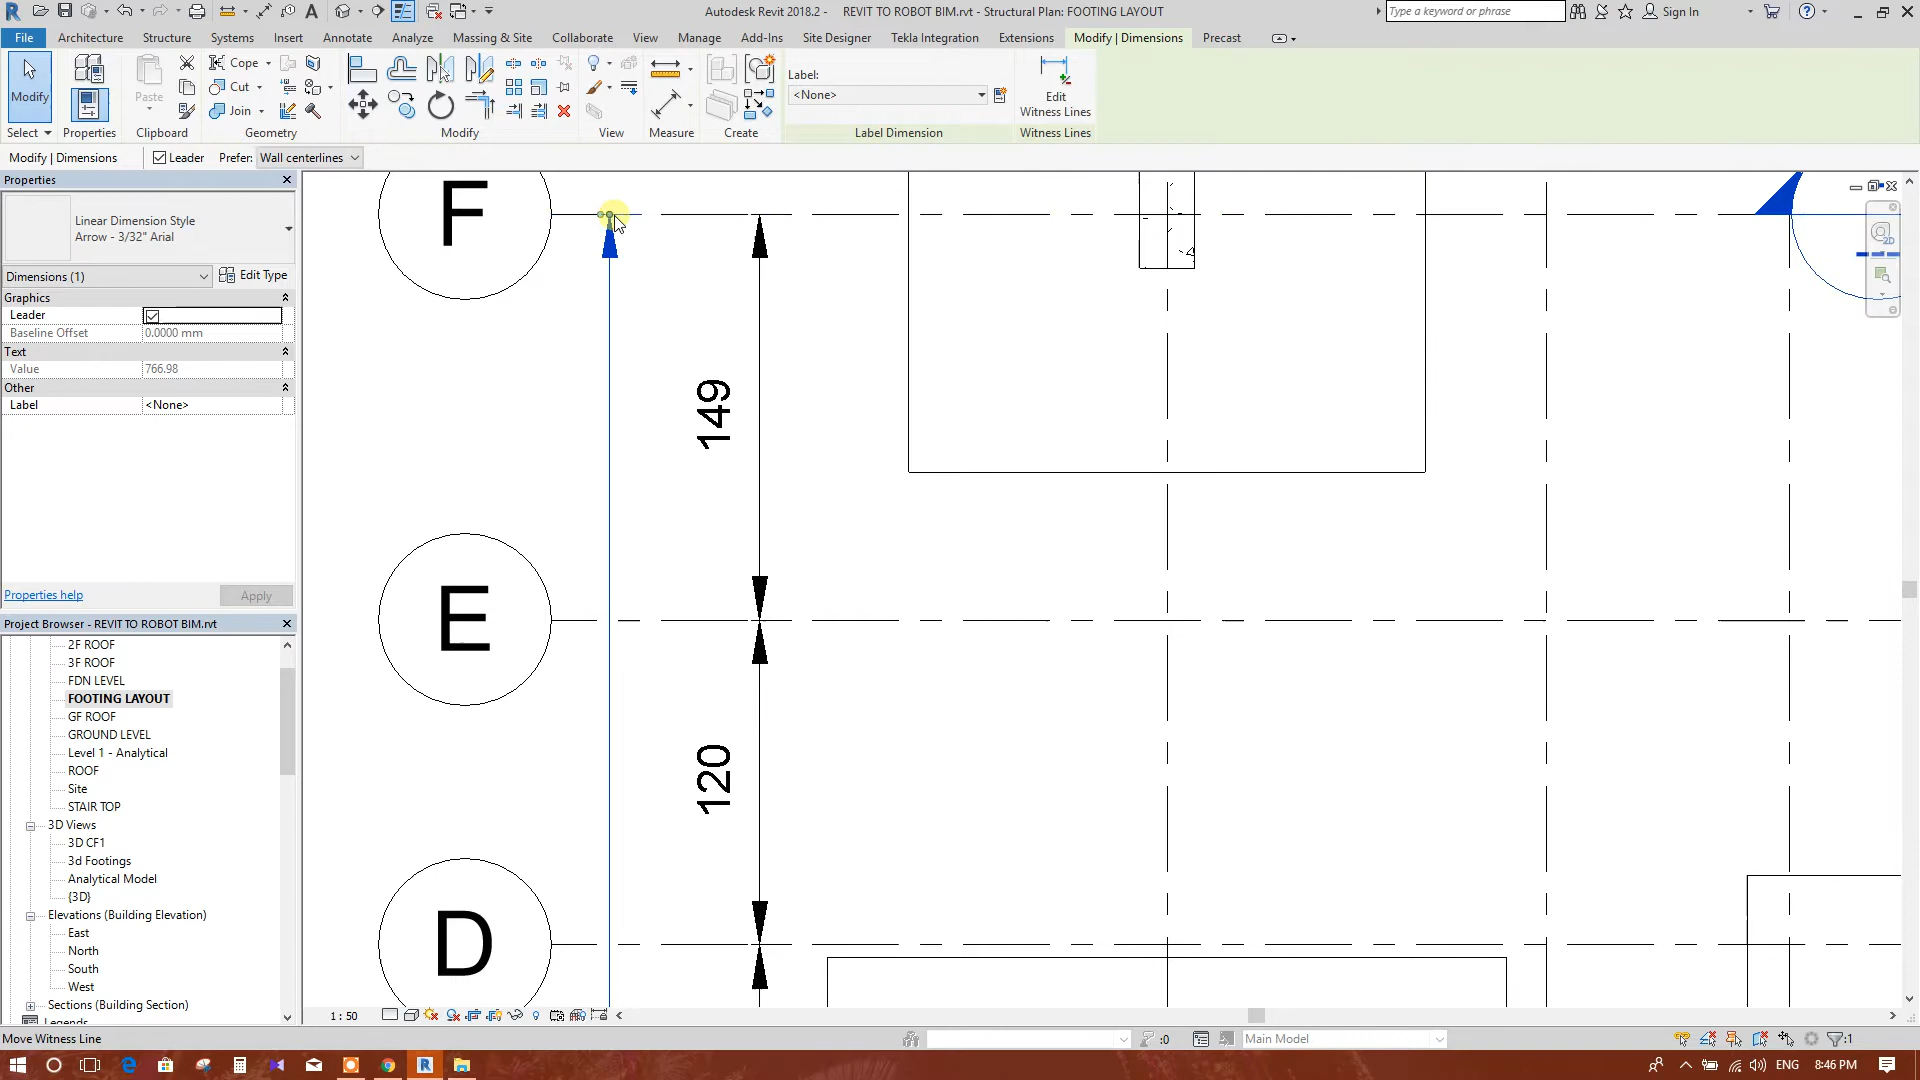 Autodesk Revit 2018.2 - REVIT TO ROBOT BIM.rvt - Structural Plan: FOOTING LAYOUT
Type a keyword or phrase
Sign In
File Architecture Structure Systems Insert Annotate Analyze Massing & Site Collaborate View Manage Add-Ins Site Designer Tekla Integration Extensions Modify | Dimensions Precast
Modify
Properties
Paste
Cope
Cut
Join
Label:
<None>
Edit
Witness Lines
Select Properties Clipboard Geometry Modify View Measure Create Label Dimension Witness Lines
Modify | Dimensions
Leader
Prefer:
Wall centerlines
Properties
Linear Dimension Style
Arrow - 3/32" Arial
Dimensions (1)
Edit Type
Graphics
Leader
Baseline Offset 0.0000 mm
Text
Value 766.98
Other
Label <None>
Properties help
Apply
Project Browser - REVIT TO ROBOT BIM.rvt
2F ROOF
3F ROOF
FDN LEVEL
FOOTING LAYOUT
GF ROOF
GROUND LEVEL
Level 1 - Analytical
ROOF
Site
STAIR TOP
3D Views
3D CF1
3d Footings
Analytical Model
{3D}
Elevations (Building Elevation)
East
North
South
West
Sections (Building Section)
Legends
F
149
E
120
D
2D
1 : 50
Move Witness Line
:0
Main Model
:1
ENG
8:46 PM